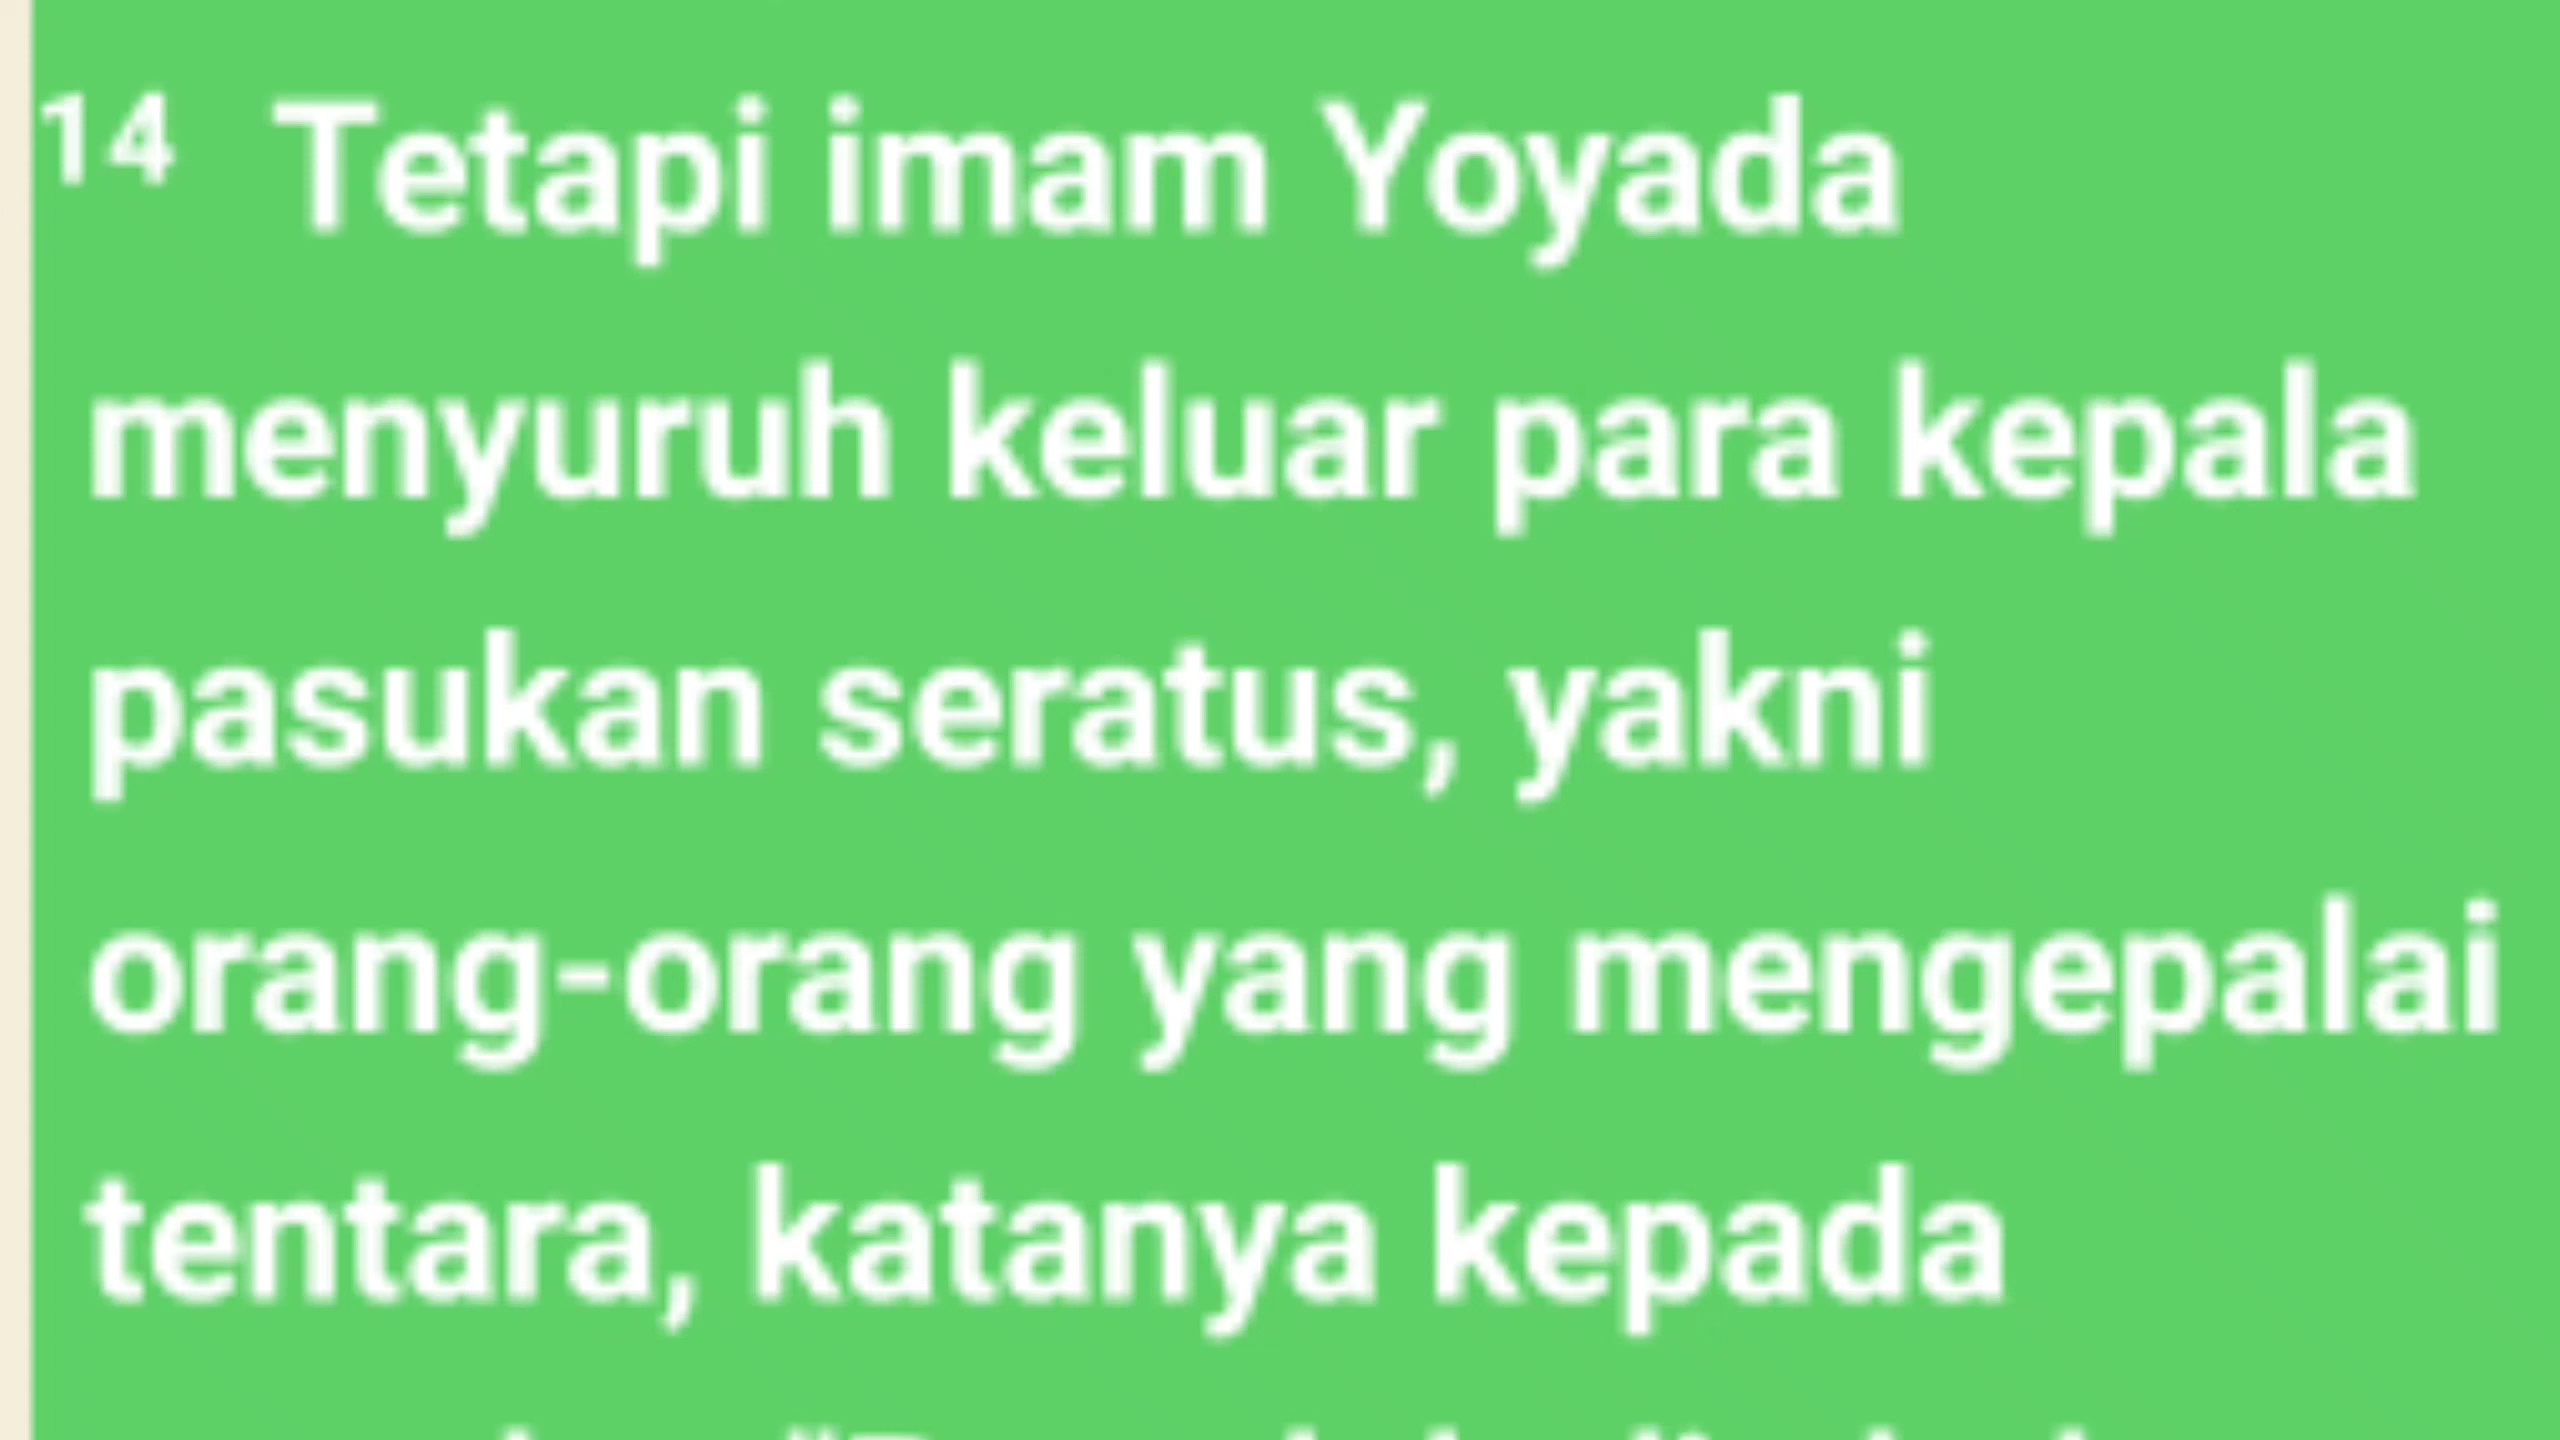 14 Tetapi imam Yoyada
menyuruh keluar para kepala
pasukan seratus, yakni
orang-orang yang mengepalai
tentara, katanya kepada